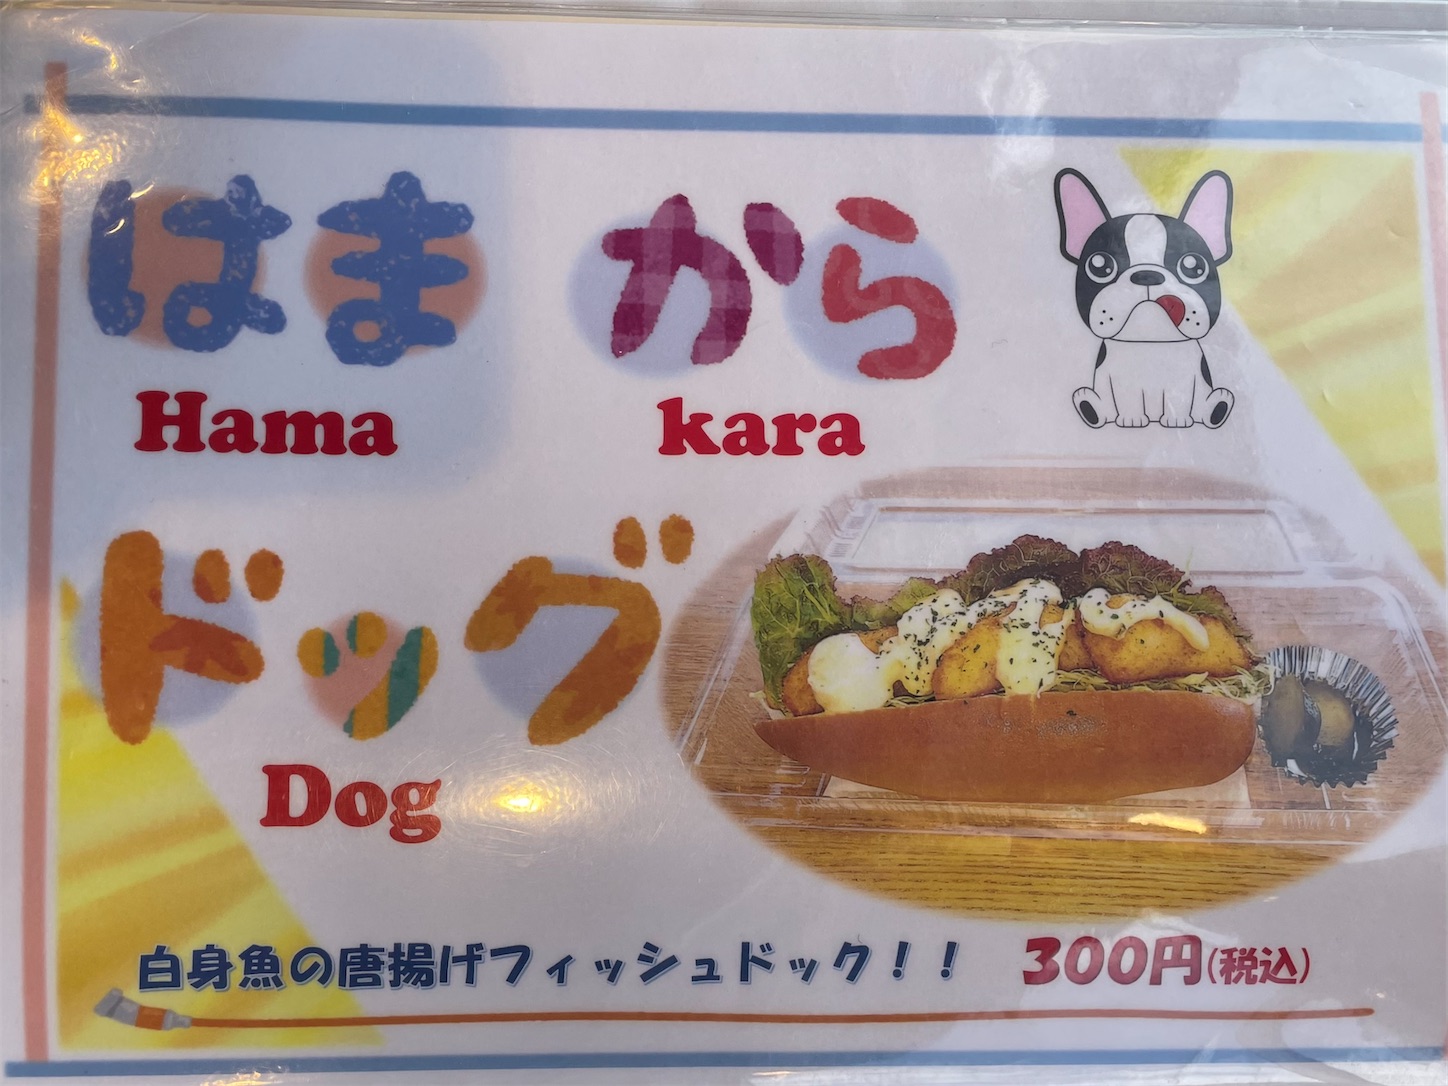 はま から
Hama kara
ドッグ
Dog
白身魚の唐揚げフィッシュドック！！ 300円(税込)